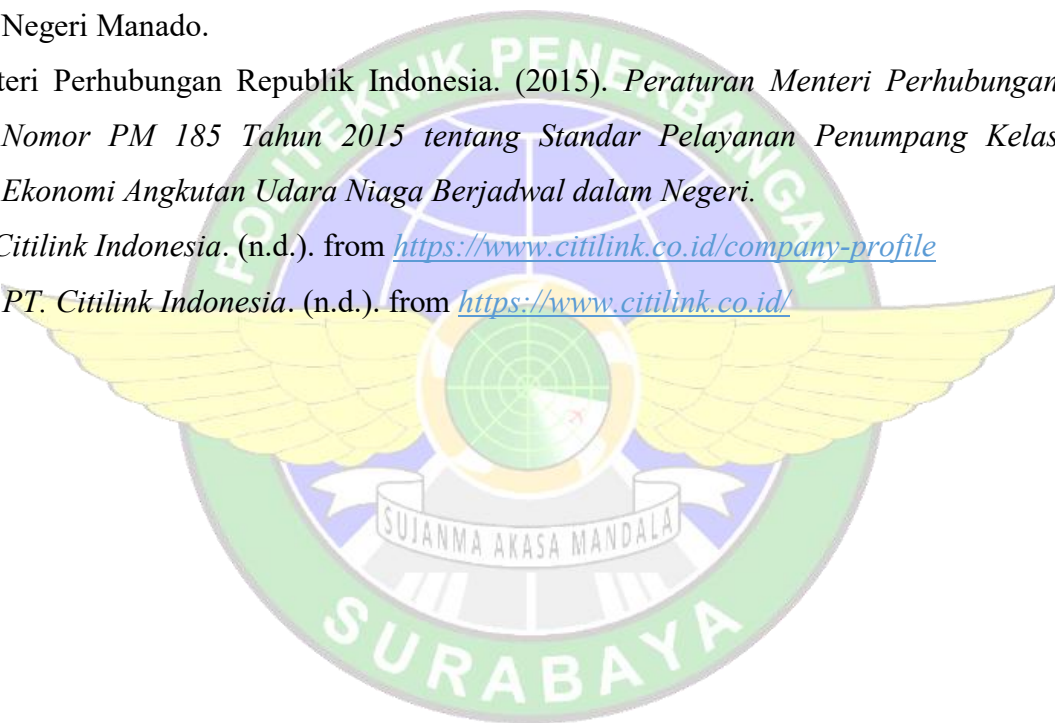 Negeri Manado.
teri Perhubungan Republik Indonesia. (2015). Peraturan Menteri Perhubungan
Nomor PM 185 Tahun 2015 tentang Standar Pelayanan Penumpang Kelas
Ekonomi Angkutan Udara Niaga Berjadwal dalam Negeri.
Citilink Indonesia. (n.d.). from https://www.citilink.co.id/company-profile
PT. Citilink Indonesia. (n.d.). from https://www.citilink.co.id/
POLITEKNIK PENERBANGAN
SUJANMA AKASA MANDALA
SURABAYA